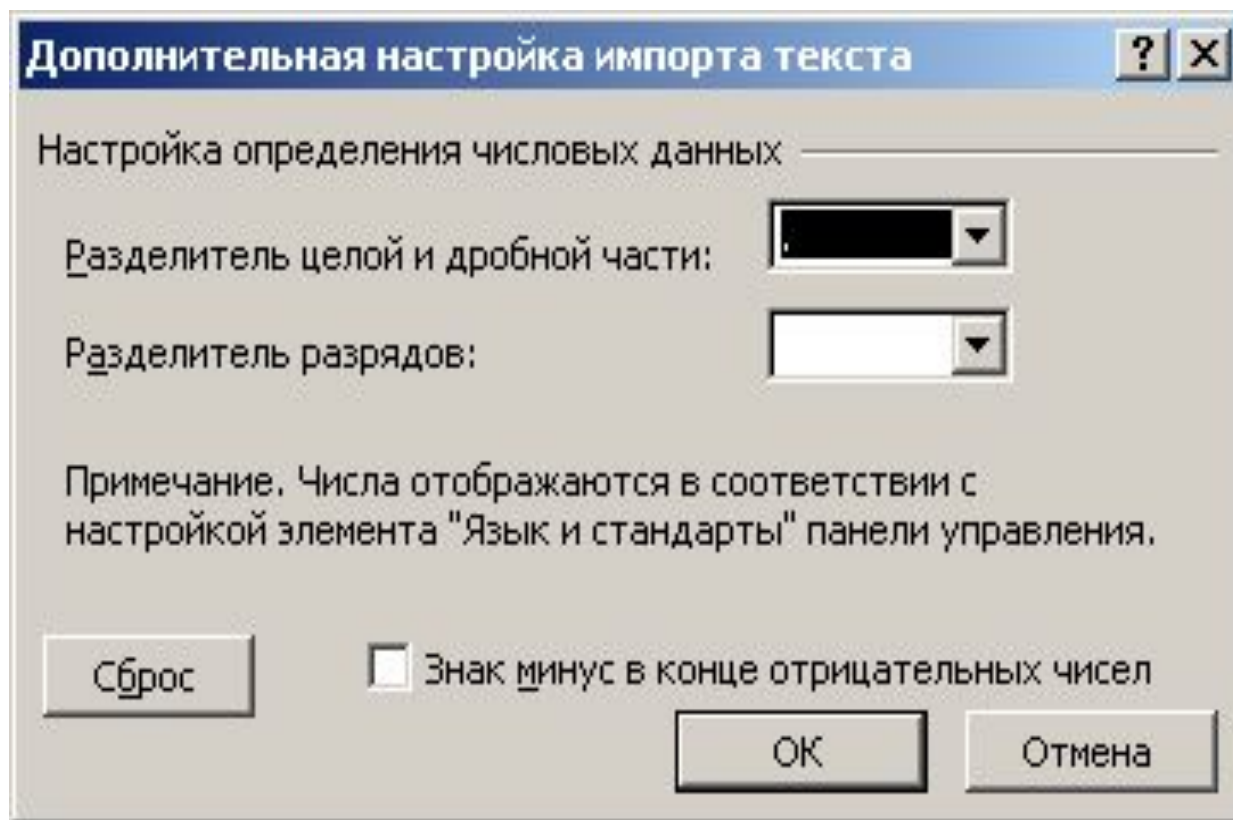 Дополнительная настройка импорта текста
Настройка определения числовых данных
Разделитель целой и дробной части: ,
Разделитель разрядов:
Примечание. Числа отображаются в соответствии с
настройкой элемента "Язык и стандарты" панели управления.
Сброс
Знак минус в конце отрицательных чисел
ОК
Отмена